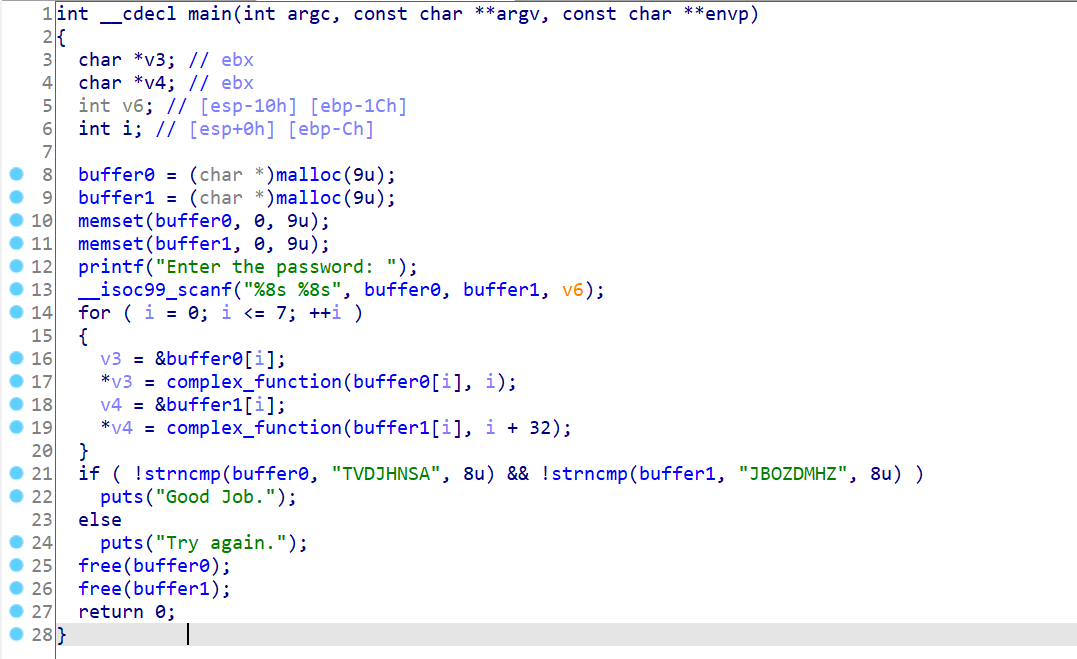 1 int __cdecl main(int argc, const char **argv, const char **envp)
2 {
3   char *v3; // ebx
4   char *v4; // ebx
5   int v6; // [esp-10h] [ebp-1Ch]
6   int i; // [esp+0h] [ebp-Ch]
7
8   buffer0 = (char *)malloc(9u);
9   buffer1 = (char *)malloc(9u);
10   memset(buffer0, 0, 9u);
11   memset(buffer1, 0, 9u);
12   printf("Enter the password: ");
13   __isoc99_scanf("%8s %8s", buffer0, buffer1, v6);
14   for ( i = 0; i <= 7; ++i )
15   {
16     v3 = &buffer0[i];
17     *v3 = complex_function(buffer0[i], i);
18     v4 = &buffer1[i];
19     *v4 = complex_function(buffer1[i], i + 32);
20   }
21   if ( !strncmp(buffer0, "TVDJHNSA", 8u) && !strncmp(buffer1, "JBOZDMHZ", 8u) )
22     puts("Good Job.");
23   else
24     puts("Try again.");
25   free(buffer0);
26   free(buffer1);
27   return 0;
28 }